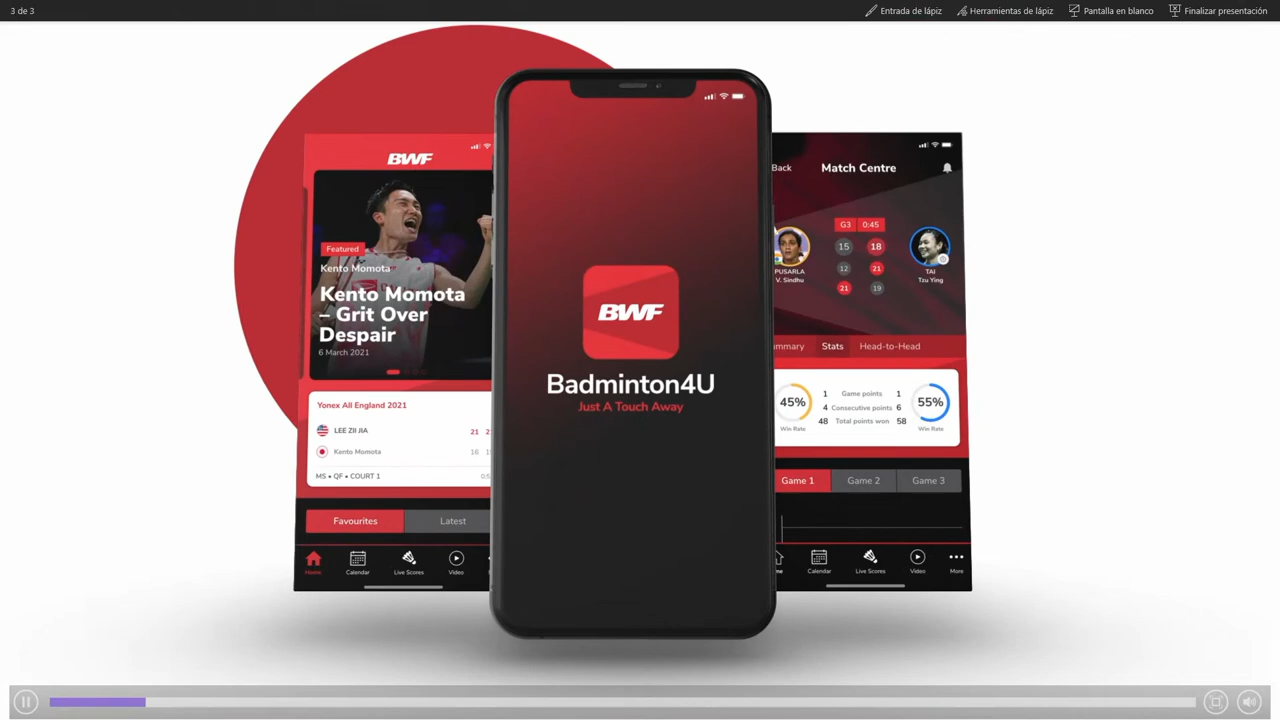 3 de 3
Entrada de lápiz
Herramientas de lápiz
Pantalla en blanco
Finalizar presentación
BWF
Featured
Kento Momota
Kento Momota
– Grit Over
Despair
6 March 2021
Yonex All England 2021
LEE ZII JIA 21
Kento Momota 16
MS • QF • COURT 1
Favourites Latest
Home Calendar Live Scores Video
BWF
Badminton4U
Just A Touch Away
Back Match Centre
G3 0:45
15 18
12 21
21 19
PUSARLA
V. Sindhu
TAI
Tzu Ying
Stats Head-to-Head
45% 55%
1 Game points 1
4 Consecutive points 6
48 Total points won 58
Win Rate Win Rate
Game 1 Game 2 Game 3
Calendar Live Scores Video More